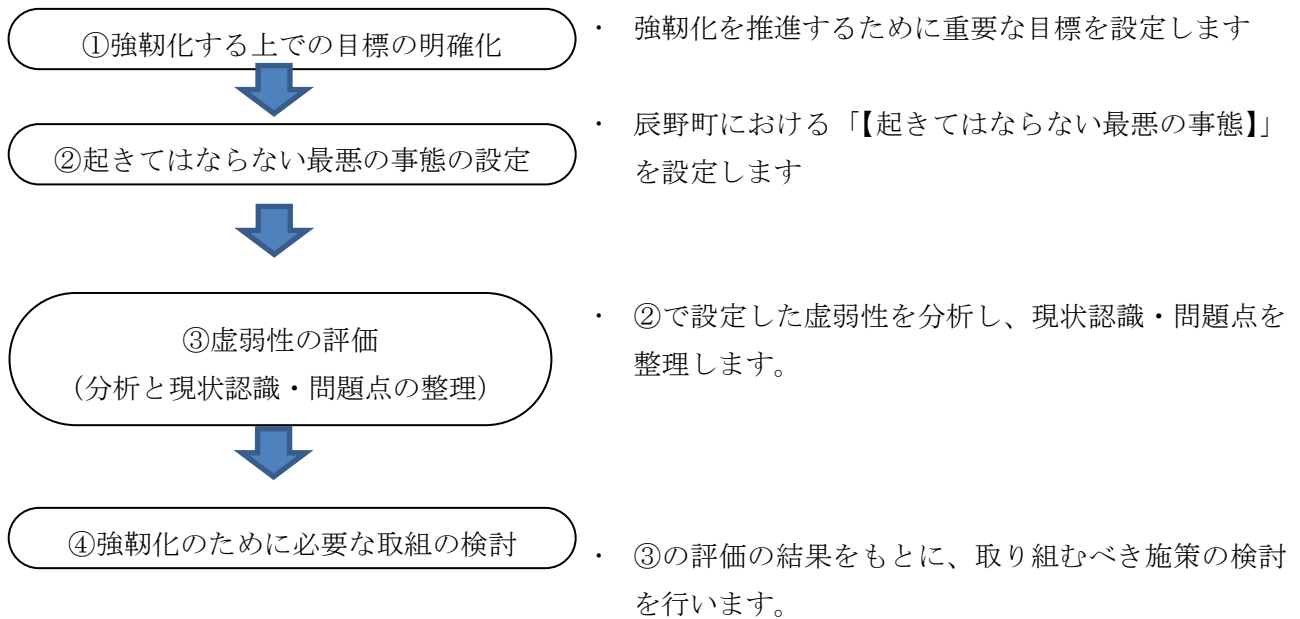 ①強靱化する上での目標の明確化
・ 強靱化を推進するために重要な目標を設定します
②起きてはならない最悪の事態の設定
・ 辰野町における「【起きてはならない最悪の事態】」
を設定します
③虚弱性の評価
（分析と現状認識・問題点の整理）
・ ②で設定した虚弱性を分析し、現状認識・問題点を
整理します。
④強靱化のために必要な取組の検討
・ ③の評価の結果をもとに、取り組むべき施策の検討
を行います。